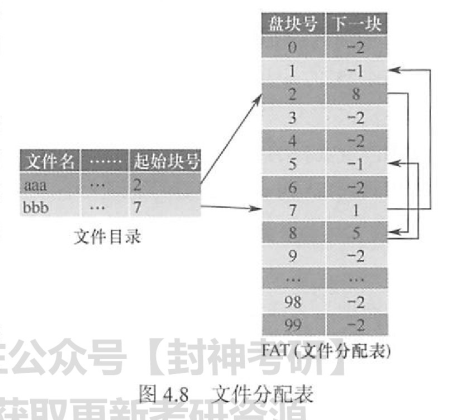 盘块号 下一块
0 -2
1 -1
2 8
3 -2
4 -2
5 -1
6 -2
7 1
8 5
9 -2
… …
98 -2
99 -2
FAT (文件分配表)
文件名 …… 起始块号
aaa … 2
bbb … 7
文件目录
公众号【封神考研】
获取更新考研资源
图 4.8 文件分配表